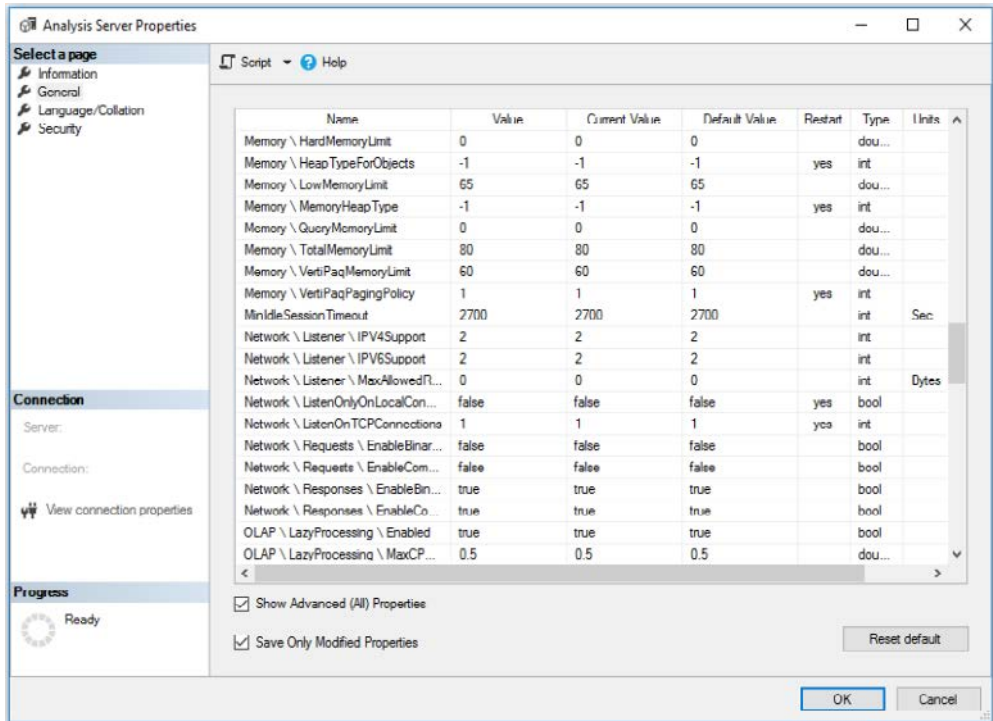 Analysis Server Properties
Select a page
Information
General
Language/Collation
Security
Script Help
Name Value Current Value Default Value Restart Type Units
Memory \ HardMemoryLimit 0 0 0 dou...
Memory \ HeapTypeForObjects -1 -1 -1 yes int
Memory \ LowMemoryLimit 65 65 65 dou...
Memory \ MemoryHeapType -1 -1 -1 yes int
Memory \ QueryMemoryLimit 0 0 0 dou...
Memory \ TotalMemoryLimit 80 80 80 dou...
Memory \ VertiPaqMemoryLimit 60 60 60 dou...
Memory \ VertiPaqPagingPolicy 1 1 1 yes int
MinIdleSessionTimeout 2700 2700 2700 int Sec
Network \ Listener \ IPV4Support 2 2 2 int
Network \ Listener \ IPV6Support 2 2 2 int
Network \ Listener \ MaxAllowedR... 0 0 0 int Bytes
Network \ ListenOnlyOnLocalCon... false false false yes bool
Network \ ListenOnTCPConnections 1 1 1 yes int
Network \ Requests \ EnableBinar... false false false bool
Network \ Requests \ EnableCom... false false false bool
Network \ Responses \ EnableBin... true true true bool
Network \ Responses \ EnableCo... true true true bool
OLAP \ LazyProcessing \ Enabled true true true bool
OLAP \ LazyProcessing \ MaxCP... 0.5 0.5 0.5 dou...
Connection
Server:
Connection:
View connection properties
Progress
Ready
Show Advanced (All) Properties
Save Only Modified Properties
Reset default
OK Cancel